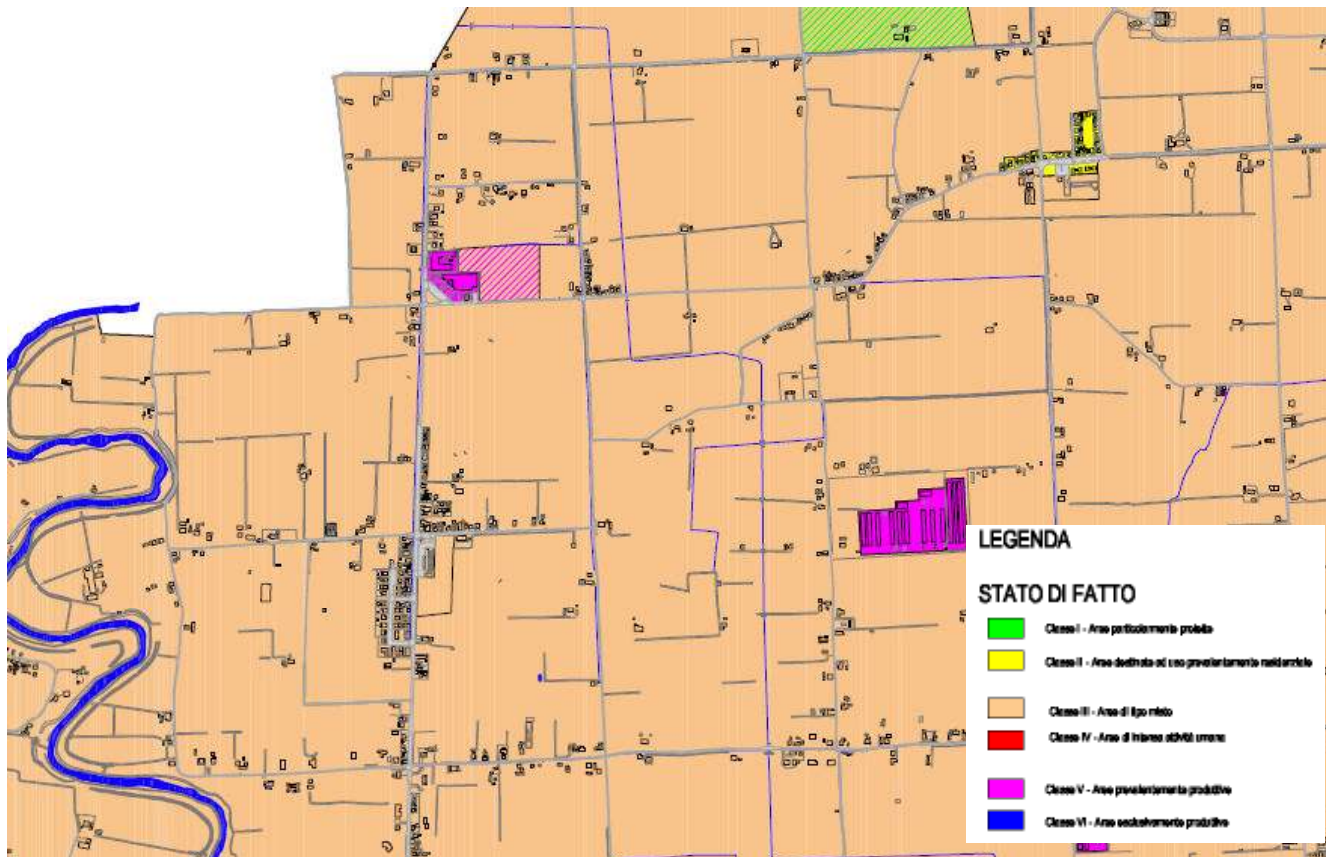 LEGENDA
STATO DI FATTO
Classe I - Aree particolarmente protette
Classe II - Aree destinate ad uso prevalentemente residenziale
Classe III - Aree di tipo misto
Classe IV - Aree di intensa attività umana
Classe V - Aree prevalentemente produttive
Classe VI - Aree esclusivamente produttive